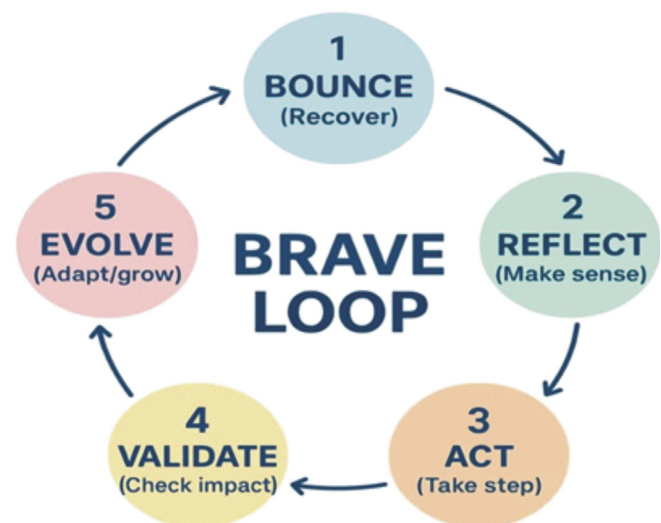 1
BOUNCE
(Recover)
2
REFLECT
(Make sense)
3
ACT
(Take step)
4
VALIDATE
(Check impact)
5
EVOLVE
(Adapt/grow)
BRAVE
LOOP